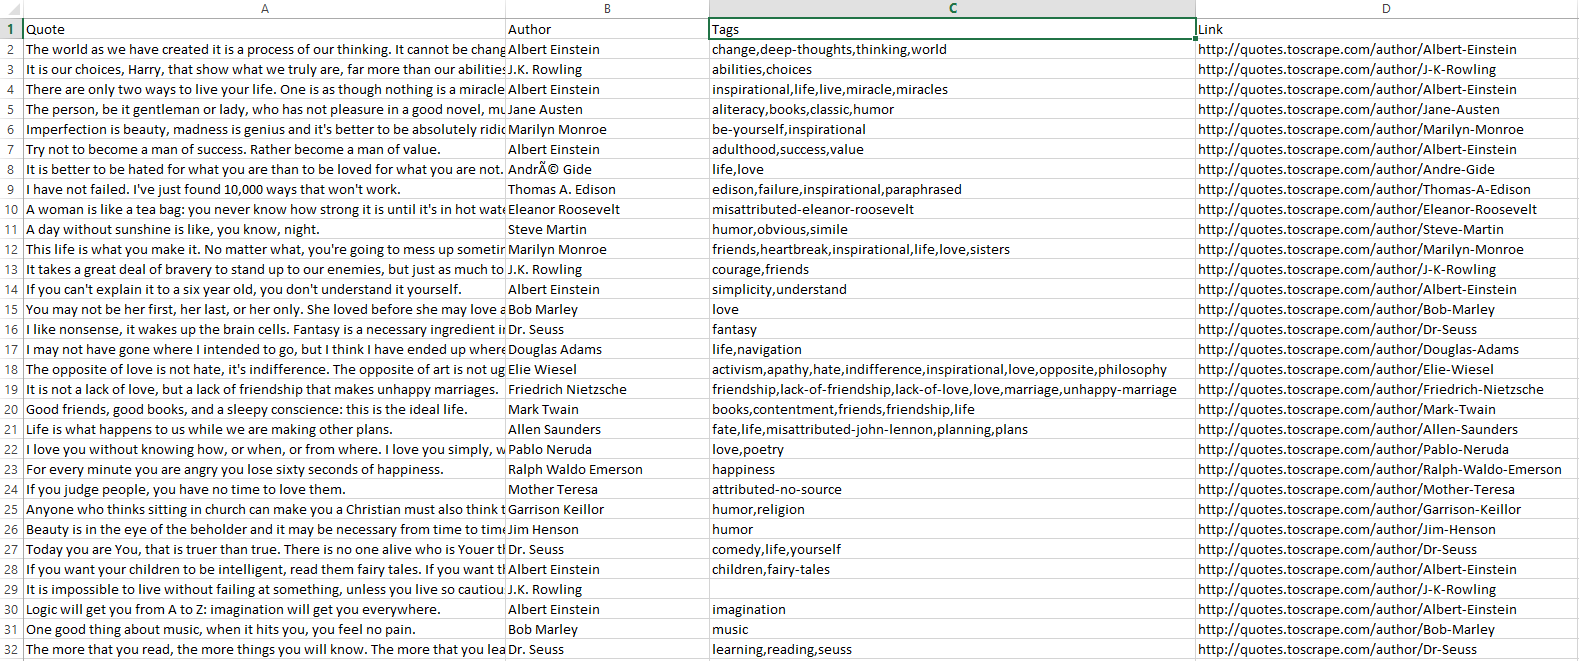 A B C D
1 Quote Author Tags Link
2 The world as we have created it is a process of our thinking. It cannot be chang Albert Einstein change,deep-thoughts,thinking,world http://quotes.toscrape.com/author/Albert-Einstein
3 It is our choices, Harry, that show what we truly are, far more than our abilities J.K. Rowling abilities,choices http://quotes.toscrape.com/author/J-K-Rowling
4 There are only two ways to live your life. One is as though nothing is a miracle Albert Einstein inspirational,life,live,miracle,miracles http://quotes.toscrape.com/author/Albert-Einstein
5 The person, be it gentleman or lady, who has not pleasure in a good novel, mu Jane Austen aliteracy,books,classic,humor http://quotes.toscrape.com/author/Jane-Austen
6 Imperfection is beauty, madness is genius and it's better to be absolutely ridic Marilyn Monroe be-yourself,inspirational http://quotes.toscrape.com/author/Marilyn-Monroe
7 Try not to become a man of success. Rather become a man of value. Albert Einstein adulthood,success,value http://quotes.toscrape.com/author/Albert-Einstein
8 It is better to be hated for what you are than to be loved for what you are not. AndrÃ© Gide life,love http://quotes.toscrape.com/author/Andre-Gide
9 I have not failed. I've just found 10,000 ways that won't work. Thomas A. Edison edison,failure,inspirational,paraphrased http://quotes.toscrape.com/author/Thomas-A-Edison
10 A woman is like a tea bag: you never know how strong it is until it's in hot wate Eleanor Roosevelt misattributed-eleanor-roosevelt http://quotes.toscrape.com/author/Eleanor-Roosevelt
11 A day without sunshine is like, you know, night. Steve Martin humor,obvious,simile http://quotes.toscrape.com/author/Steve-Martin
12 This life is what you make it. No matter what, you're going to mess up sometin Marilyn Monroe friends,heartbreak,inspirational,life,love,sisters http://quotes.toscrape.com/author/Marilyn-Monroe
13 It takes a great deal of bravery to stand up to our enemies, but just as much to J.K. Rowling courage,friends http://quotes.toscrape.com/author/J-K-Rowling
14 If you can't explain it to a six year old, you don't understand it yourself. Albert Einstein simplicity,understand http://quotes.toscrape.com/author/Albert-Einstein
15 You may not be her first, her last, or her only. She loved before she may love a Bob Marley love http://quotes.toscrape.com/author/Bob-Marley
16 I like nonsense, it wakes up the brain cells. Fantasy is a necessary ingredient i Dr. Seuss fantasy http://quotes.toscrape.com/author/Dr-Seuss
17 I may not have gone where I intended to go, but I think I have ended up where Douglas Adams life,navigation http://quotes.toscrape.com/author/Douglas-Adams
18 The opposite of love is not hate, it's indifference. The opposite of art is not ug Elie Wiesel activism,apathy,hate,indifference,inspirational,love,opposite,philosophy http://quotes.toscrape.com/author/Elie-Wiesel
19 It is not a lack of love, but a lack of friendship that makes unhappy marriages. Friedrich Nietzsche friendship,lack-of-friendship,lack-of-love,love,marriage,unhappy-marriage http://quotes.toscrape.com/author/Friedrich-Nietzsche
20 Good friends, good books, and a sleepy conscience: this is the ideal life. Mark Twain books,contentment,friends,friendship,life http://quotes.toscrape.com/author/Mark-Twain
21 Life is what happens to us while we are making other plans. Allen Saunders fate,life,misattributed-john-lennon,planning,plans http://quotes.toscrape.com/author/Allen-Saunders
22 I love you without knowing how, or when, or from where. I love you simply, w Pablo Neruda love,poetry http://quotes.toscrape.com/author/Pablo-Neruda
23 For every minute you are angry you lose sixty seconds of happiness. Ralph Waldo Emerson happiness http://quotes.toscrape.com/author/Ralph-Waldo-Emerson
24 If you judge people, you have no time to love them. Mother Teresa attributed-no-source http://quotes.toscrape.com/author/Mother-Teresa
25 Anyone who thinks sitting in church can make you a Christian must also think t Garrison Keillor humor,religion http://quotes.toscrape.com/author/Garrison-Keillor
26 Beauty is in the eye of the beholder and it may be necessary from time to time Jim Henson humor http://quotes.toscrape.com/author/Jim-Henson
27 Today you are You, that is truer than true. There is no one alive who is Youer th Dr. Seuss comedy,life,yourself http://quotes.toscrape.com/author/Dr-Seuss
28 If you want your children to be intelligent, read them fairy tales. If you want th Albert Einstein children,fairy-tales http://quotes.toscrape.com/author/Albert-Einstein
29 It is impossible to live without failing at something, unless you live so cautiou J.K. Rowling http://quotes.toscrape.com/author/J-K-Rowling
30 Logic will get you from A to Z: imagination will get you everywhere. Albert Einstein imagination http://quotes.toscrape.com/author/Albert-Einstein
31 One good thing about music, when it hits you, you feel no pain. Bob Marley music http://quotes.toscrape.com/author/Bob-Marley
32 The more that you read, the more things you will know. The more that you lea Dr. Seuss learning,reading,seuss http://quotes.toscrape.com/author/Dr-Seuss